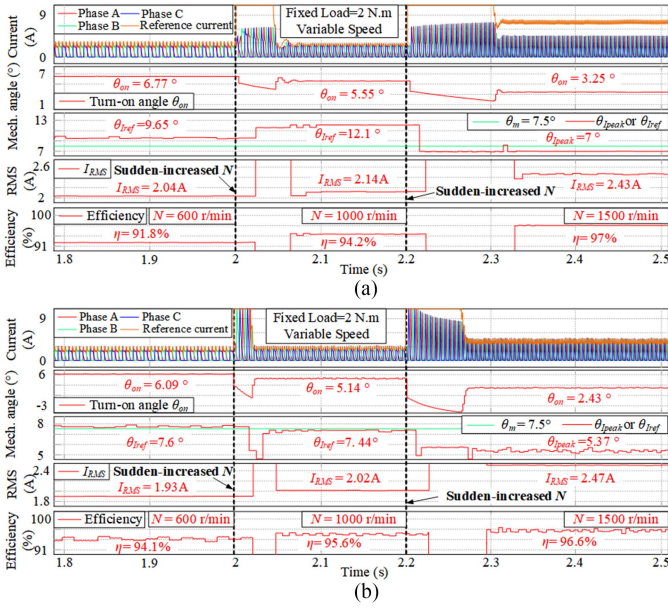 Phase A Phase C
Phase B Reference current
Fixed Load=2 N.m
Variable Speed
Current (A)
9
0
Mech. angle (°)
7
1
θon = 6.77 °
θon = 5.55 °
θon = 3.25 °
Turn-on angle θon
13
7
θIref = 9.65 °
θIref = 12.1 °
θm = 7.5° θIpeak or θIref
θIpeak = 7 °
RMS (A)
2.6
2
IRMS Sudden-increased N
IRMS = 2.04A
IRMS = 2.14A
Sudden-increased N
IRMS = 2.43A
Efficiency (%)
100
91
Efficiency N = 600 r/min N = 1000 r/min N = 1500 r/min
η = 91.8% η = 94.2% η = 97%
1.8 1.9 2 2.1 2.2 2.3 2.4 2.5
Time (s)
(a)
Phase A Phase C
Phase B Reference current
Fixed Load=2 N.m
Variable Speed
Current (A)
9
0
Mech. angle (°)
6
-3
θon = 6.09 °
θon = 5.14 °
θon = 2.43 °
Turn-on angle θon
8
5
θIref = 7.6 °
θIref = 7.44°
θm = 7.5° θIpeak or θIref
θIpeak = 5.37 °
RMS (A)
2.4
1.8
IRMS Sudden-increased N
IRMS = 1.93A
IRMS = 2.02A
Sudden-increased N
IRMS = 2.47A
Efficiency (%)
100
91
Efficiency N = 600 r/min N = 1000 r/min N = 1500 r/min
η = 94.1% η = 95.6% η = 96.6%
1.8 1.9 2 2.1 2.2 2.3 2.4 2.5
Time (s)
(b)